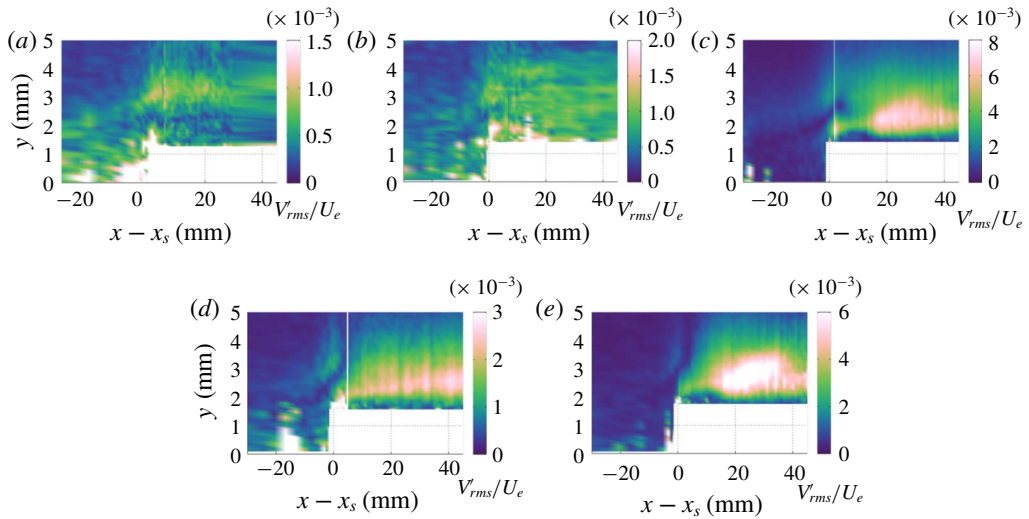 (× 10⁻³) (× 10⁻³) (× 10⁻³)
(a) 5 4 3 2 1 0 1.5 1.0 0.5 0
(b) 5 4 3 2 1 0 2.0 1.5 1.0 0.5 0
(c) 5 4 3 2 1 0 8 6 4 2 0
y (mm)
−20 0 20 40 V′rms/Ue −20 0 20 40 V′rms/Ue −20 0 20 40 V′rms/Ue
x − xs (mm) x − xs (mm) x − xs (mm)
(× 10⁻³) (× 10⁻³)
(d) 5 4 3 2 1 0 3 2 1 0
(e) 5 4 3 2 1 0 6 4 2 0
y (mm)
−20 0 20 40 V′rms/Ue −20 0 20 40 V′rms/Ue
x − xs (mm) x − xs (mm)